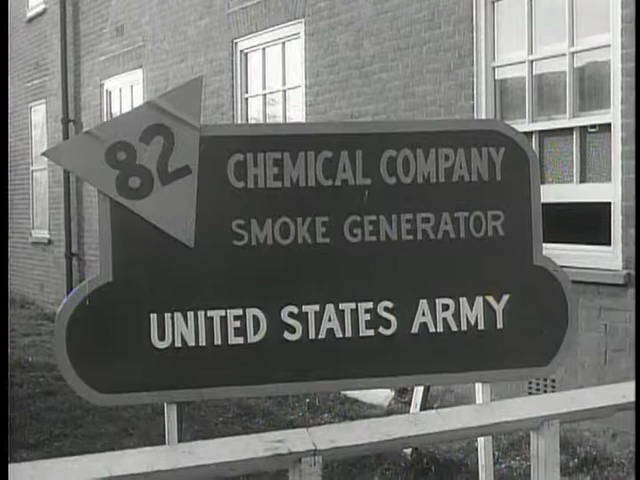 82
CHEMICAL COMPANY
SMOKE GENERATOR
UNITED STATES ARMY